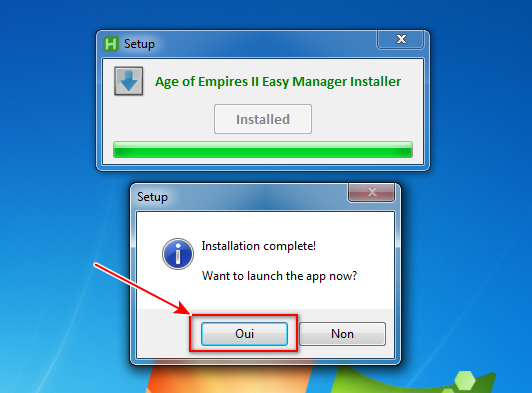 Setup
Age of Empires II Easy Manager Installer
Installed
Setup
Installation complete!
Want to launch the app now?
Oui
Non